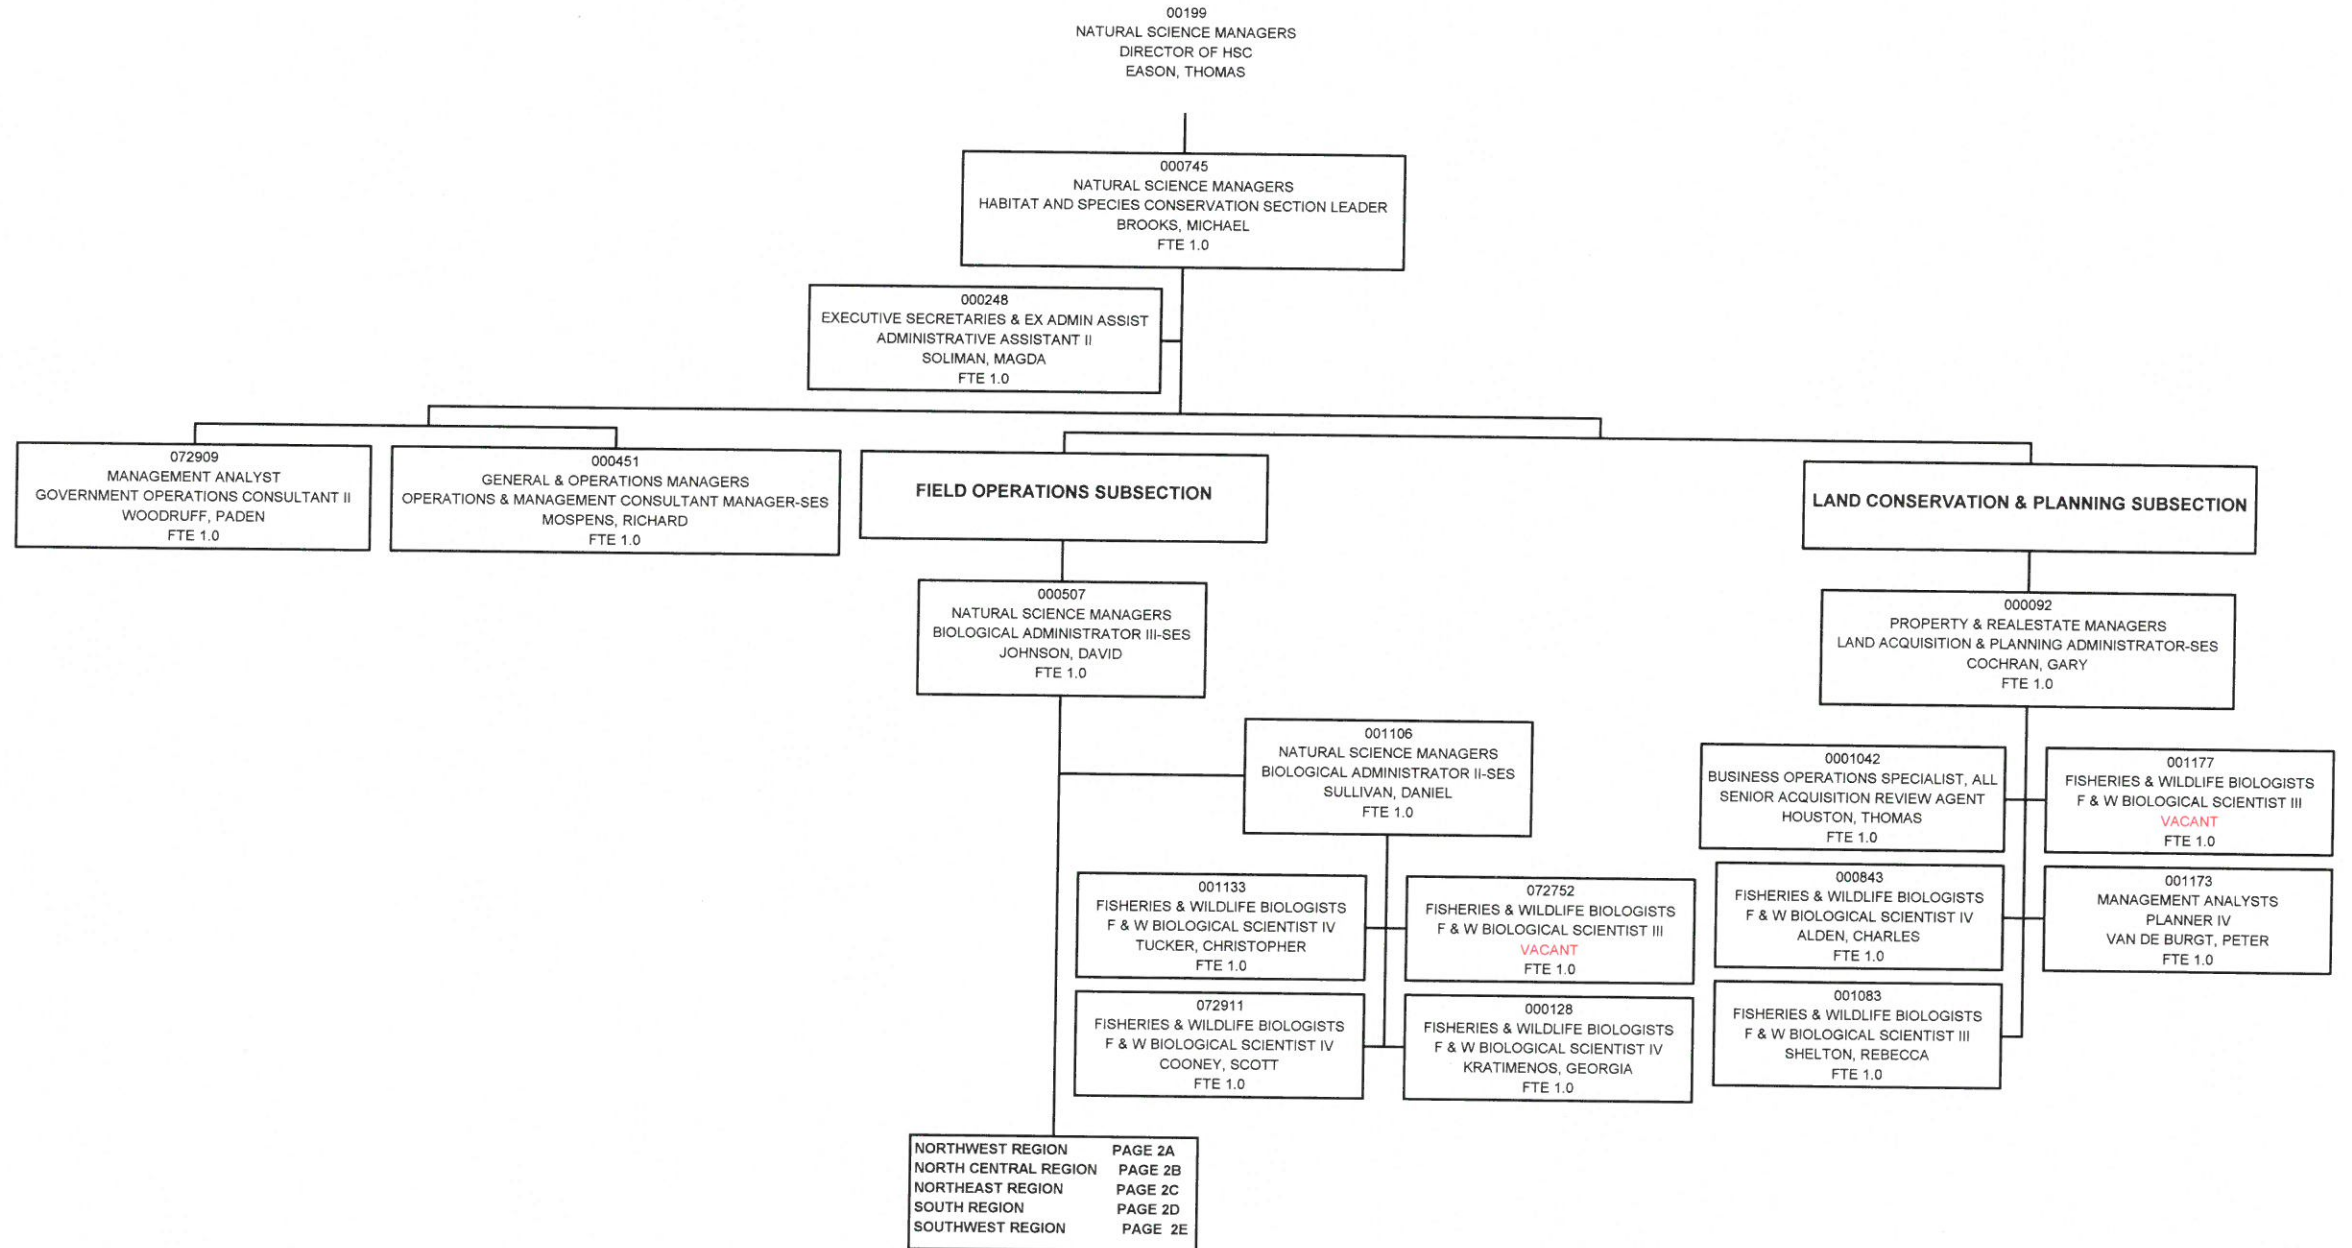 00199
NATURAL SCIENCE MANAGERS
DIRECTOR OF HSC
EASON, THOMAS
000745
NATURAL SCIENCE MANAGERS
HABITAT AND SPECIES CONSERVATION SECTION LEADER
BROOKS, MICHAEL
FTE 1.0
000248
EXECUTIVE SECRETARIES & EX ADMIN ASSIST
ADMINISTRATIVE ASSISTANT II
SOLIMAN, MAGDA
FTE 1.0
072909
MANAGEMENT ANALYST
GOVERNMENT OPERATIONS CONSULTANT II
WOODRUFF, PADEN
FTE 1.0
000451
GENERAL & OPERATIONS MANAGERS
OPERATIONS & MANAGEMENT CONSULTANT MANAGER-SES
MOSPENS, RICHARD
FTE 1.0
FIELD OPERATIONS SUBSECTION
LAND CONSERVATION & PLANNING SUBSECTION
000507
NATURAL SCIENCE MANAGERS
BIOLOGICAL ADMINISTRATOR III-SES
JOHNSON, DAVID
FTE 1.0
000092
PROPERTY & REALESTATE MANAGERS
LAND ACQUISITION & PLANNING ADMINISTRATOR-SES
COCHRAN, GARY
FTE 1.0
001106
NATURAL SCIENCE MANAGERS
BIOLOGICAL ADMINISTRATOR II-SES
SULLIVAN, DANIEL
FTE 1.0
0001042
BUSINESS OPERATIONS SPECIALIST, ALL
SENIOR ACQUISITION REVIEW AGENT
HOUSTON, THOMAS
FTE 1.0
001177
FISHERIES & WILDLIFE BIOLOGISTS
F & W BIOLOGICAL SCIENTIST III
VACANT
FTE 1.0
001133
FISHERIES & WILDLIFE BIOLOGISTS
F & W BIOLOGICAL SCIENTIST IV
TUCKER, CHRISTOPHER
FTE 1.0
072752
FISHERIES & WILDLIFE BIOLOGISTS
F & W BIOLOGICAL SCIENTIST III
VACANT
FTE 1.0
000843
FISHERIES & WILDLIFE BIOLOGISTS
F & W BIOLOGICAL SCIENTIST IV
ALDEN, CHARLES
FTE 1.0
001173
MANAGEMENT ANALYSTS
PLANNER IV
VAN DE BURGT, PETER
FTE 1.0
072911
FISHERIES & WILDLIFE BIOLOGISTS
F & W BIOLOGICAL SCIENTIST IV
COONEY, SCOTT
FTE 1.0
000128
FISHERIES & WILDLIFE BIOLOGISTS
F & W BIOLOGICAL SCIENTIST IV
KRATIMENOS, GEORGIA
FTE 1.0
001083
FISHERIES & WILDLIFE BIOLOGISTS
F & W BIOLOGICAL SCIENTIST III
SHELTON, REBECCA
FTE 1.0
NORTHWEST REGION PAGE 2A
NORTH CENTRAL REGION PAGE 2B
NORTHEAST REGION PAGE 2C
SOUTH REGION PAGE 2D
SOUTHWEST REGION PAGE 2E